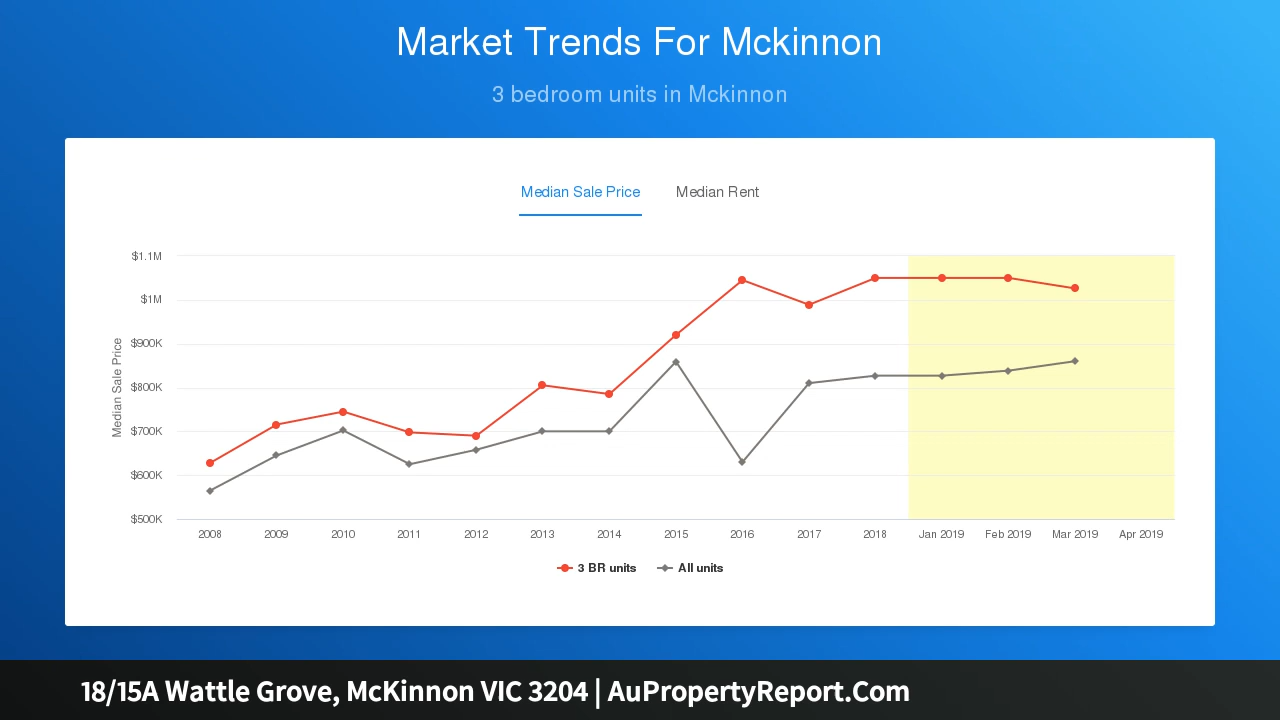 Market Trends For Mckinnon
3 bedroom units in Mckinnon
Median Sale Price Median Rent
Median Sale Price
$1.1M
$1M
$900K
$800K
$700K
$600K
$500K
2008 2009 2010 2011 2012 2013 2014 2015 2016 2017 2018 Jan 2019 Feb 2019 Mar 2019 Apr 2019
3 BR units All units
18/15A Wattle Grove, McKinnon VIC 3204 | AuPropertyReport.Com